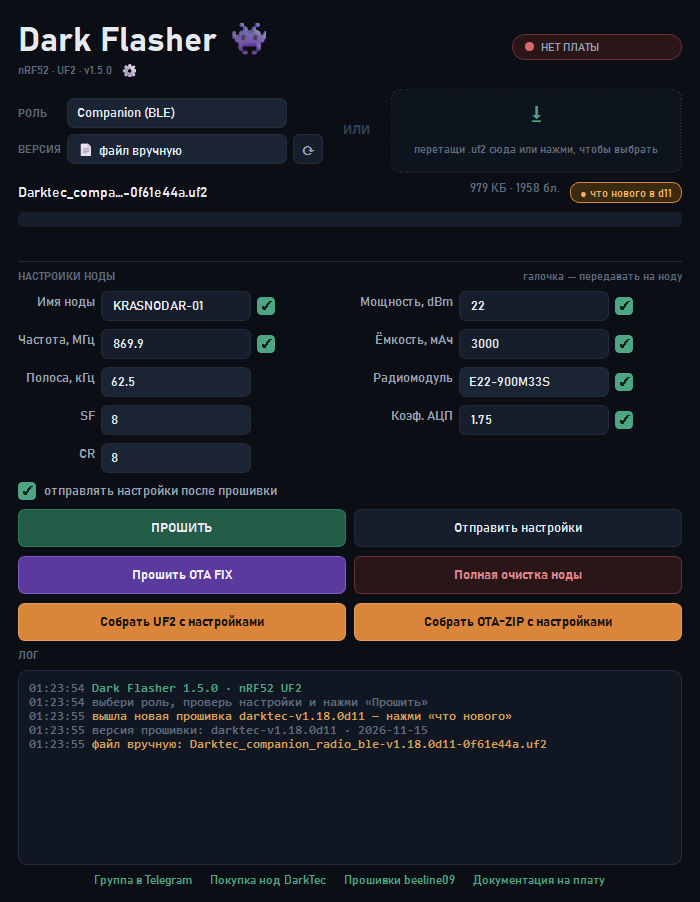 Dark Flasher
НЕТ ПЛАТЫ
nRF52 · UF2 · v1.5.0
РОЛЬ
Companion (BLE)
ВЕРСИЯ
файл вручную
ИЛИ
перетащи .uf2 сюда или нажми, чтобы выбрать
Darktec_compa…-0f61e44a.uf2
979 КБ · 1958 бл.
что нового в d11
НАСТРОЙКИ НОДЫ
галочка — передавать на ноду
Имя ноды
KRASNODAR-01
Мощность, dBm
22
Частота, МГц
869.9
Ёмкость, мАч
3000
Полоса, кГц
62.5
Радиомодуль
E22-900M33S
SF
8
Коэф. АЦП
1.75
CR
8
отправлять настройки после прошивки
ПРОШИТЬ
Отправить настройки
Прошить OTA FIX
Полная очистка ноды
Собрать UF2 с настройками
Собрать OTA-ZIP с настройками
ЛОГ
01:23:54 Dark Flasher 1.5.0 · nRF52 UF2
01:23:54 выбери роль, проверь настройки и нажми «Прошить»
01:23:55 вышла новая прошивка darktec-v1.18.0d11 — нажми «что нового»
01:23:55 версия прошивки: darktec-v1.18.0d11 · 2026-11-15
01:23:55 файл вручную: Darktec_companion_radio_ble-v1.18.0d11-0f61e44a.uf2
Группа в Telegram
Покупка нод DarkTec
Прошивки beeline09
Документация на плату